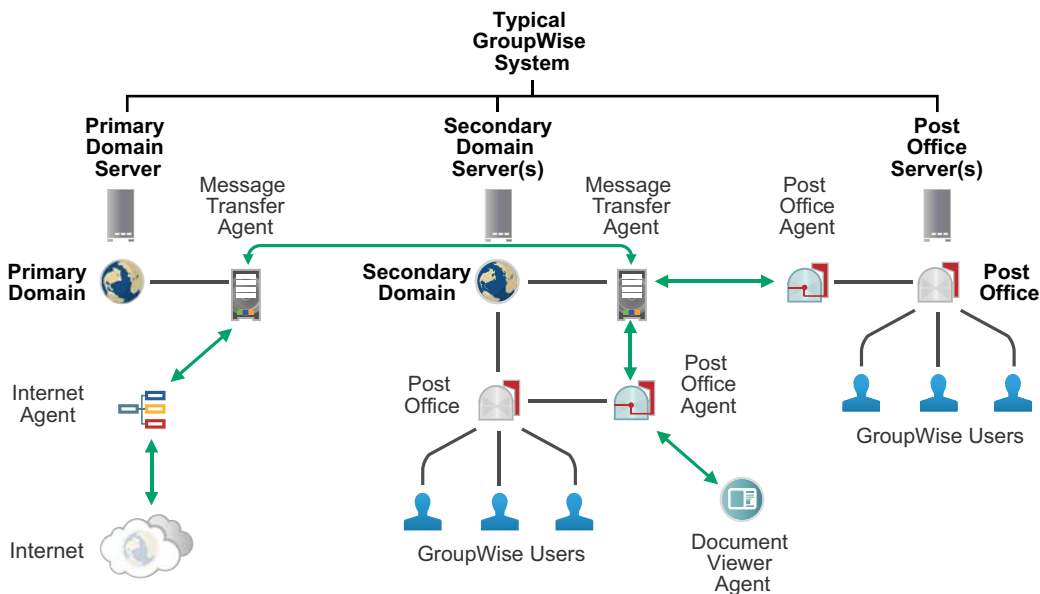 Typical
GroupWise
System
Primary
Domain
Server
Secondary
Domain
Server(s)
Post
Office
Server(s)
Message
Transfer
Agent
Message
Transfer
Agent
Post
Office
Agent
Primary
Domain
Secondary
Domain
Post
Office
Internet
Agent
Post
Office
Post
Office
Agent
GroupWise Users
Internet
GroupWise Users
Document
Viewer
Agent